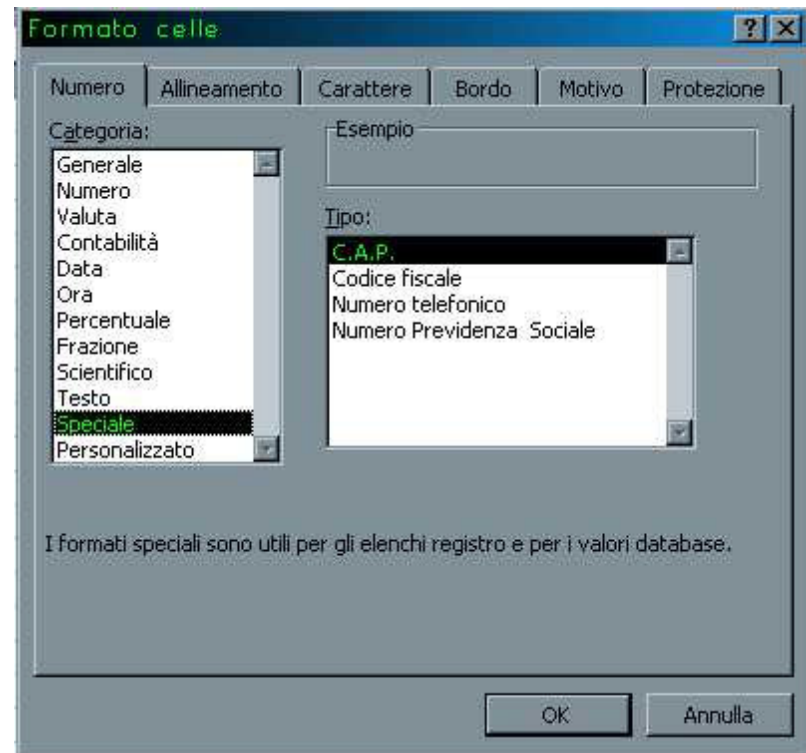 Formato celle
Numero Allineamento Carattere Bordo Motivo Protezione
Categoria:
Generale
Numero
Valuta
Contabilità
Data
Ora
Percentuale
Frazione
Scientifico
Testo
Speciale
Personalizzato
Esempio
Tipo:
C.A.P.
Codice fiscale
Numero telefonico
Numero Previdenza Sociale
I formati speciali sono utili per gli elenchi registro e per i valori database.
OK Annulla